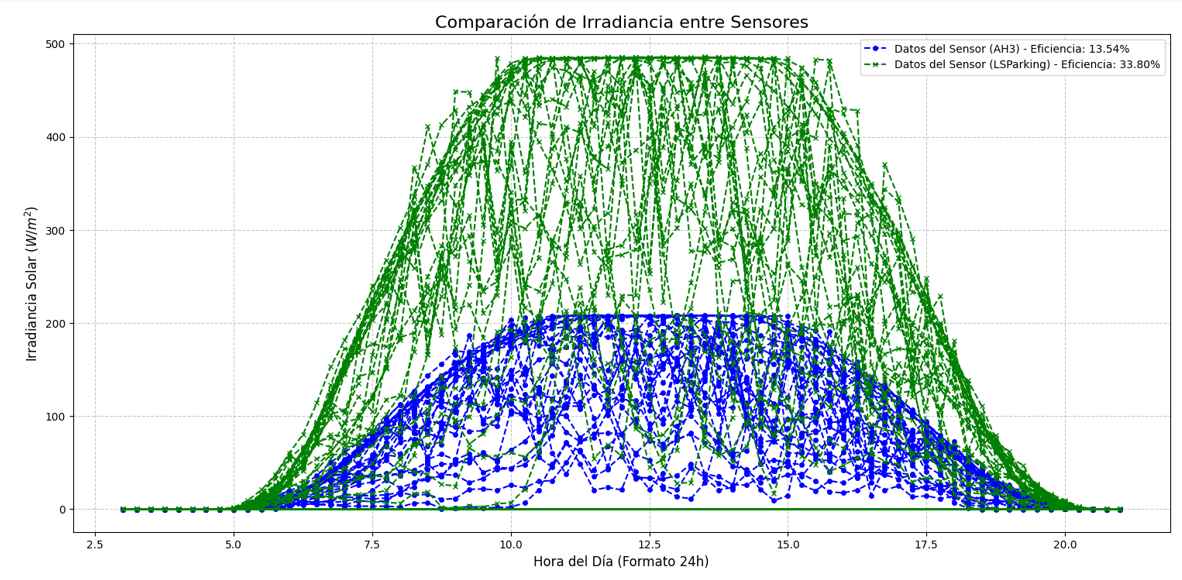 Comparación de Irradiancia entre Sensores
Datos del Sensor (AH3) - Eficiencia: 13.54%
Datos del Sensor (LSParking) - Eficiencia: 33.80%
Irradiancia Solar (W/m²)
500
400
300
200
100
0
2.5 5.0 7.5 10.0 12.5 15.0 17.5 20.0
Hora del Día (Formato 24h)